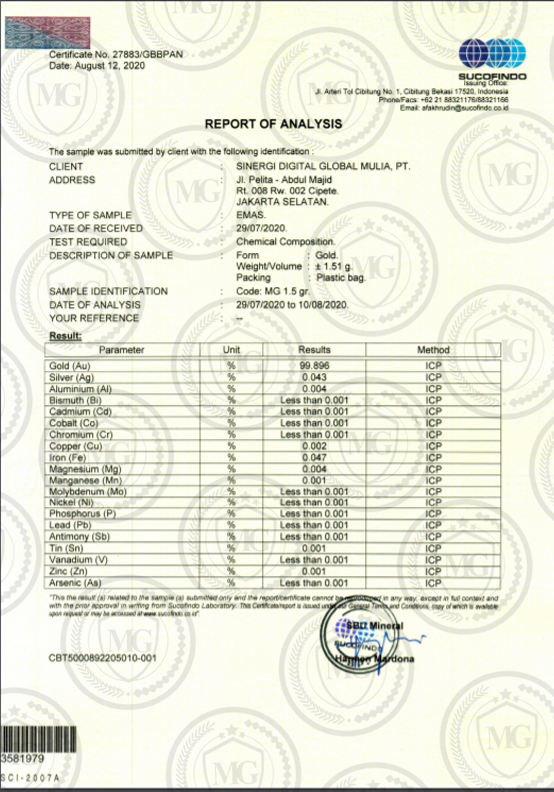 Certificate No. 27883/GBBPAN
Date: August 12, 2020
SUCOFINDO
Issuing Office:
Jl. Arteri Tol Cibitung No. 1, Cibitung Bekasi 17520, Indonesia
Phone/Facs: +62 21 88321176/88321166
Email: afakhrudin@sucofindo.co.id
REPORT OF ANALYSIS
The sample was submitted by client with the following identification :
CLIENT : SINERGI DIGITAL GLOBAL MULIA, PT.
ADDRESS : Jl. Pelita - Abdul Majid
Rt. 008 Rw. 002 Cipete.
JAKARTA SELATAN.
TYPE OF SAMPLE : EMAS.
DATE OF RECEIVED : 29/07/2020.
TEST REQUIRED : Chemical Composition.
DESCRIPTION OF SAMPLE : Form : Gold.
Weight/Volume : ± 1.51 g.
Packing : Plastic bag.
SAMPLE IDENTIFICATION : Code: MG 1.5 gr.
DATE OF ANALYSIS : 29/07/2020 to 10/08/2020.
YOUR REFERENCE : --
Result:
Parameter Unit Results Method
Gold (Au) % 99.896 ICP
Silver (Ag) % 0.043 ICP
Aluminium (Al) % 0.004 ICP
Bismuth (Bi) % Less than 0.001 ICP
Cadmium (Cd) % Less than 0.001 ICP
Cobalt (Co) % Less than 0.001 ICP
Chromium (Cr) % Less than 0.001 ICP
Copper (Cu) % 0.002 ICP
Iron (Fe) % 0.047 ICP
Magnesium (Mg) % 0.004 ICP
Manganese (Mn) % 0.001 ICP
Molybdenum (Mo) % Less than 0.001 ICP
Nickel (Ni) % Less than 0.001 ICP
Phosphorus (P) % Less than 0.001 ICP
Lead (Pb) % Less than 0.001 ICP
Antimony (Sb) % Less than 0.001 ICP
Tin (Sn) % 0.001 ICP
Vanadium (V) % Less than 0.001 ICP
Zinc (Zn) % 0.001 ICP
Arsenic (As) % Less than 0.001 ICP
"This the result (s) related to the sample (s) submitted only and the report/certificate cannot be in any way, except in full context and
with the prior approval in writing from Sucofindo Laboratory. This Certificate/report is issued under our General Terms and Conditions, copy of which is available
upon request or may be accessed at www.sucofindo.co.id".
SBU Mineral
SUCOFINDO
Mardona
CBT5000892205010-001
3581979
SCI-2007A
MG